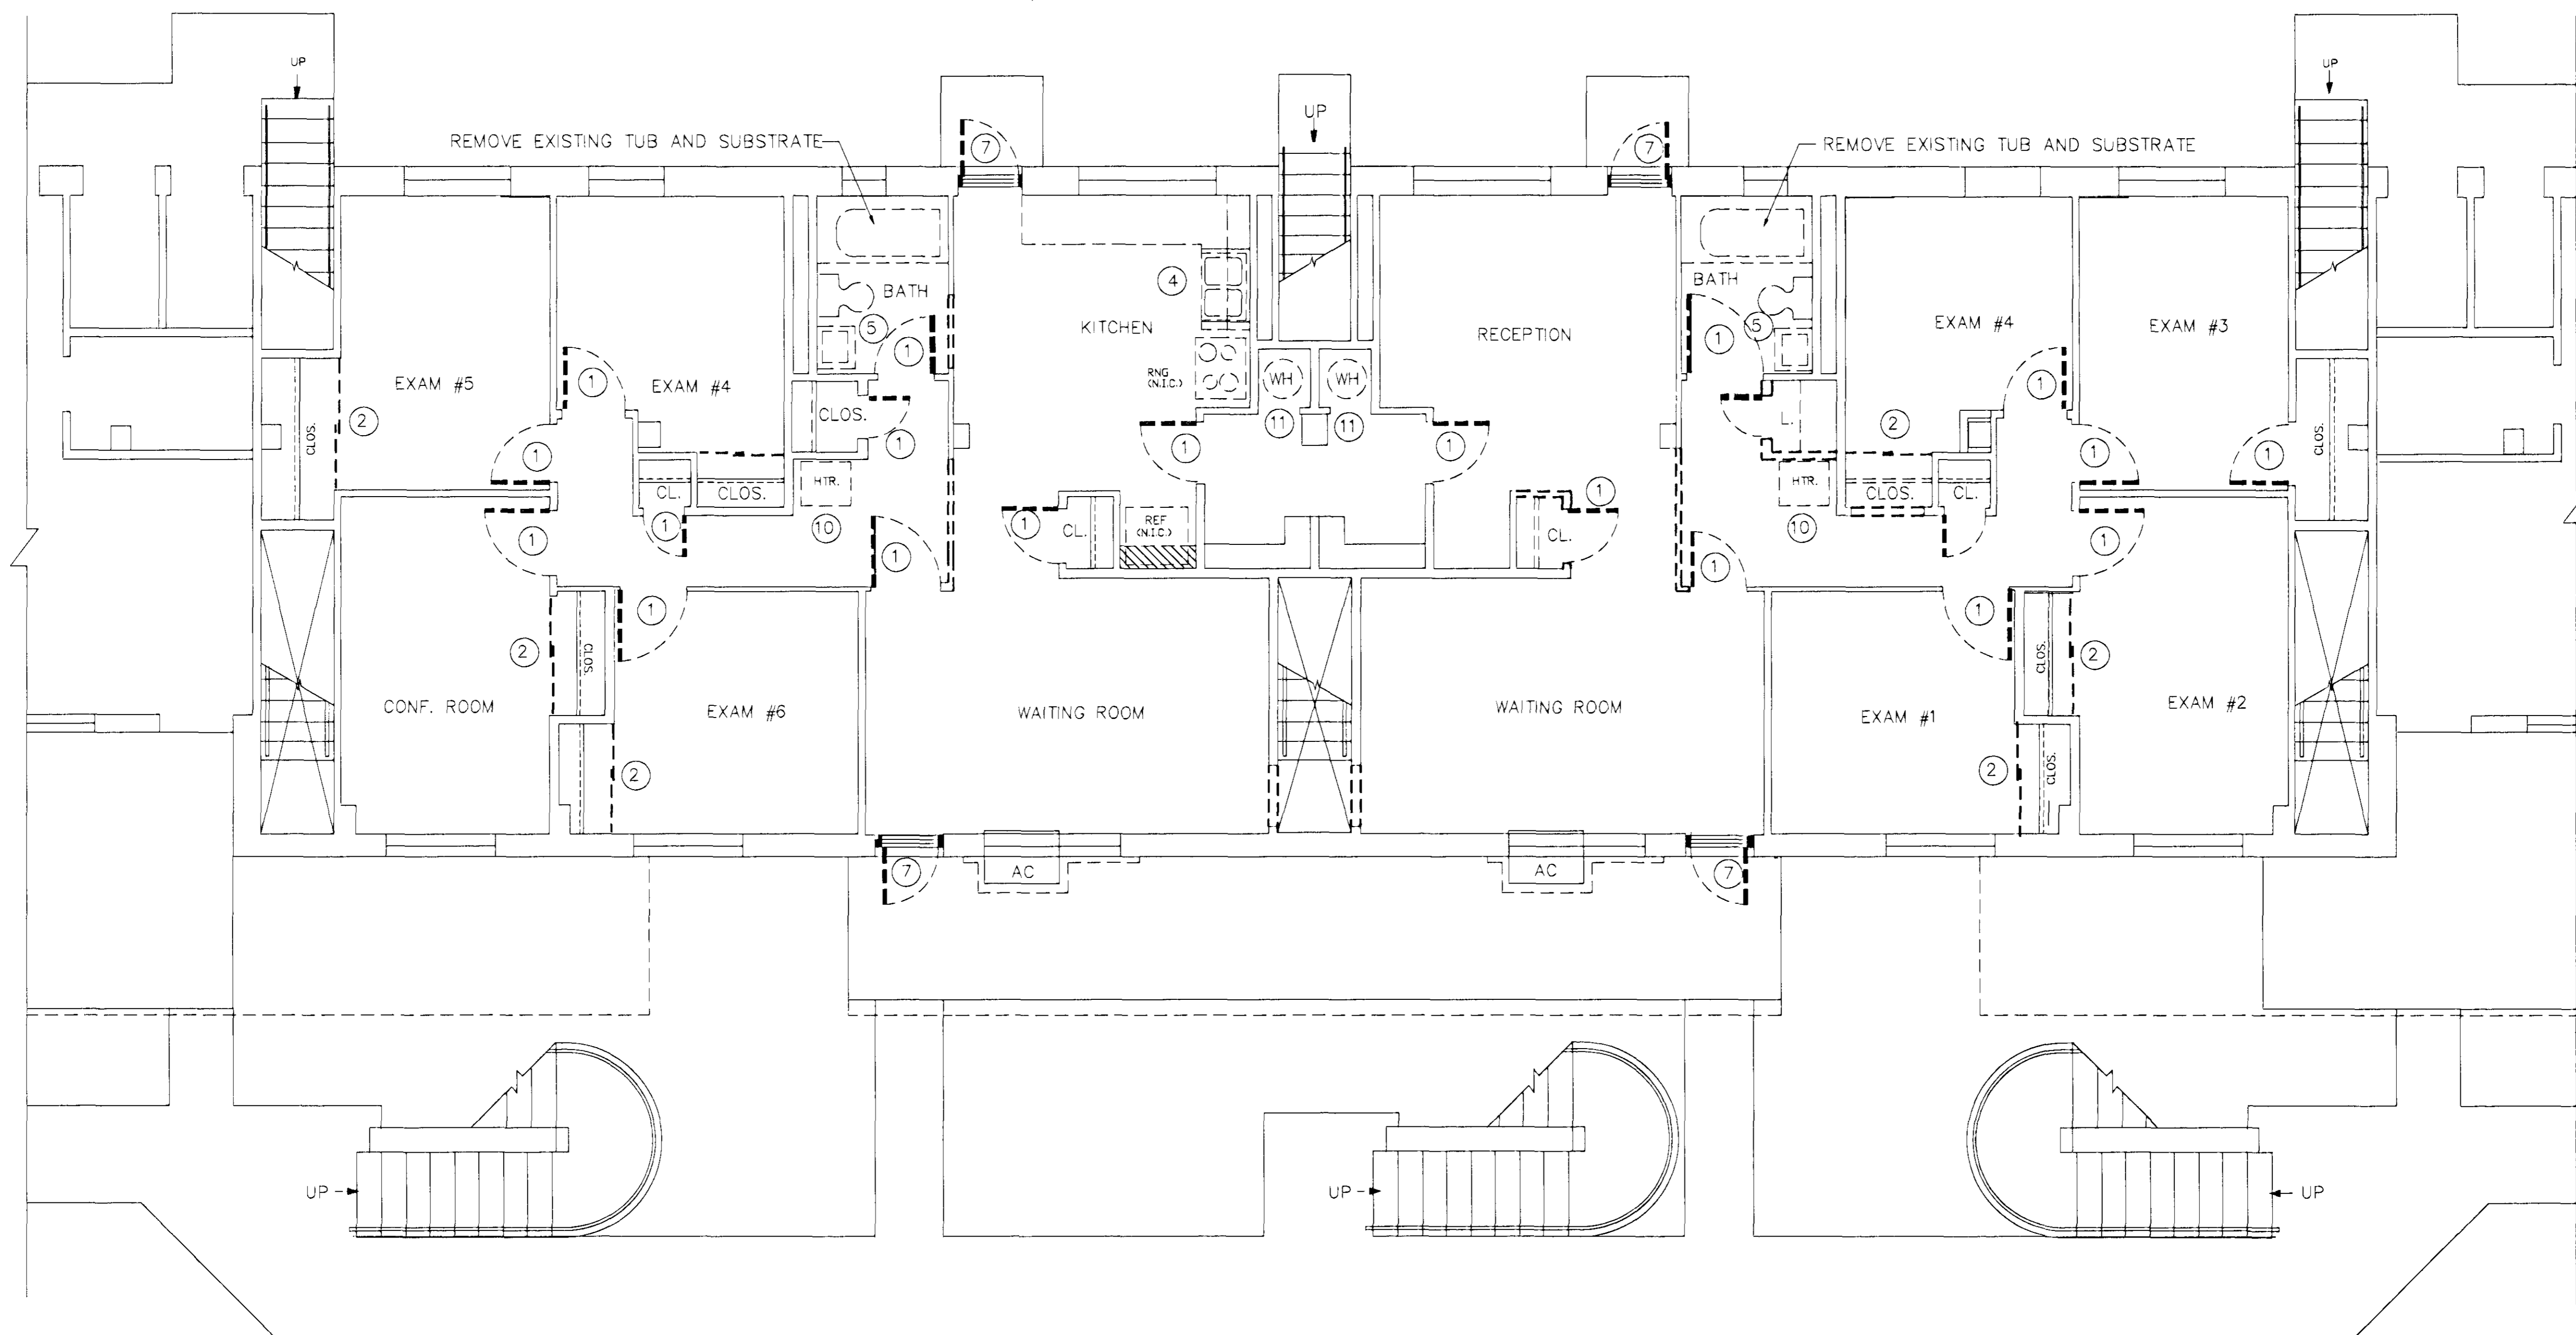 UP
UP
UP
REMOVE EXISTING TUB AND SUBSTRATE
7
7
REMOVE EXISTING TUB AND SUBSTRATE
4
BATH
BATH
5
KITCHEN
RECEPTION
5
EXAM #4
EXAM #3
1
1
EXAM #5
1
EXAM #4
RNG
(N.I.C.)
WH
WH
1
CLOS.
2
CLOS.
1
1
11
11
1
L.
2
1
1
CLOS.
1
CL.
CLOS.
HTR.
1
HTR.
CLOS.
CL.
1
1
10
1
1
CL.
REF
(N.I.C.)
CL.
10
1
1
1
1
1
2
CLOS.
CLOS.
2
CONF. ROOM
EXAM #6
WAITING ROOM
WAITING ROOM
EXAM #1
EXAM #2
2
2
CLOS.
7
AC
AC
7
UP
UP
UP